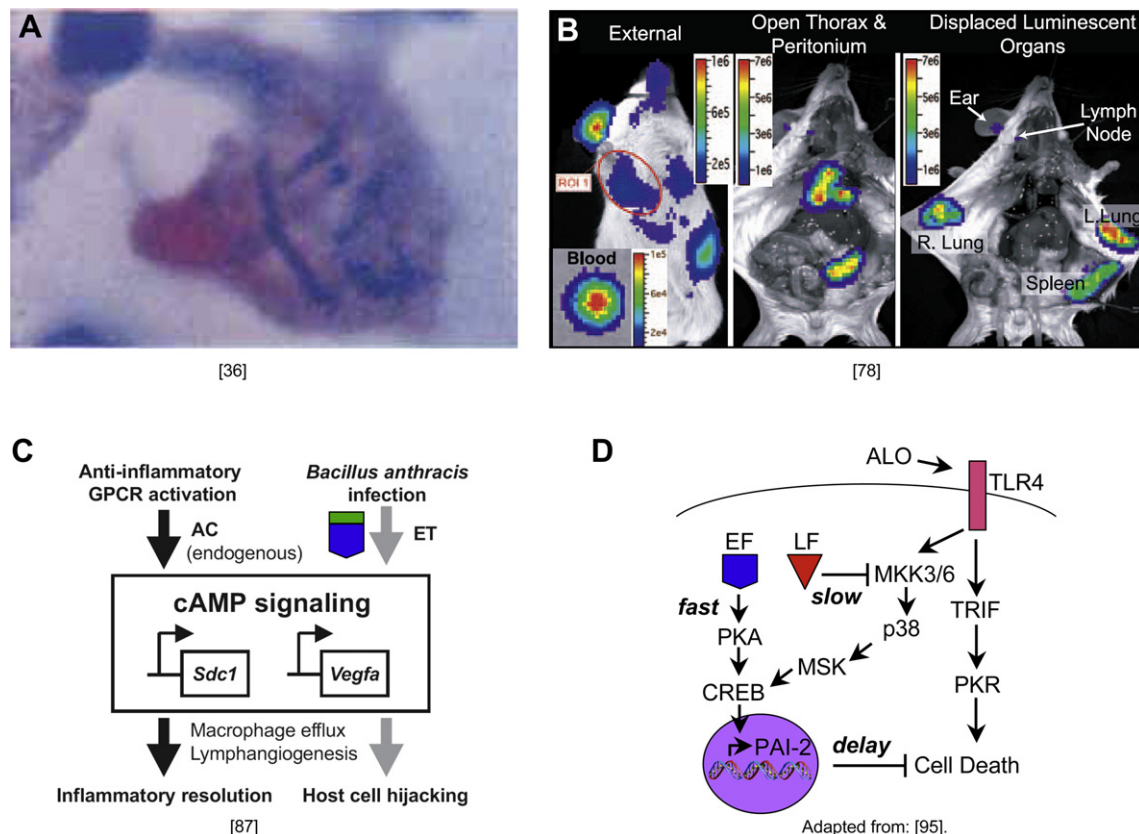 A
[36]
B
External
Open Thorax &
Peritonium
Displaced Luminescent
Organs
1e6
6e5
2e5
7e6
5e6
3e6
1e6
7e6
5e6
3e6
1e6
Ear
Lymph
Node
ROI 1
R. Lung
L.Lung
Spleen
Blood
1e5
6e4
2e4
[78]
C
Anti-inflammatory
GPCR activation
Bacillus anthracis
infection
AC
(endogenous)
ET
cAMP signaling
Sdc1
Vegfa
Macrophage efflux
Lymphangiogenesis
Inflammatory resolution
Host cell hijacking
[87]
D
ALO
TLR4
EF
LF
MKK3/6
fast
slow
TRIF
p38
PKA
MSK
PKR
CREB
PAI-2
delay
Cell Death
Adapted from: [95].